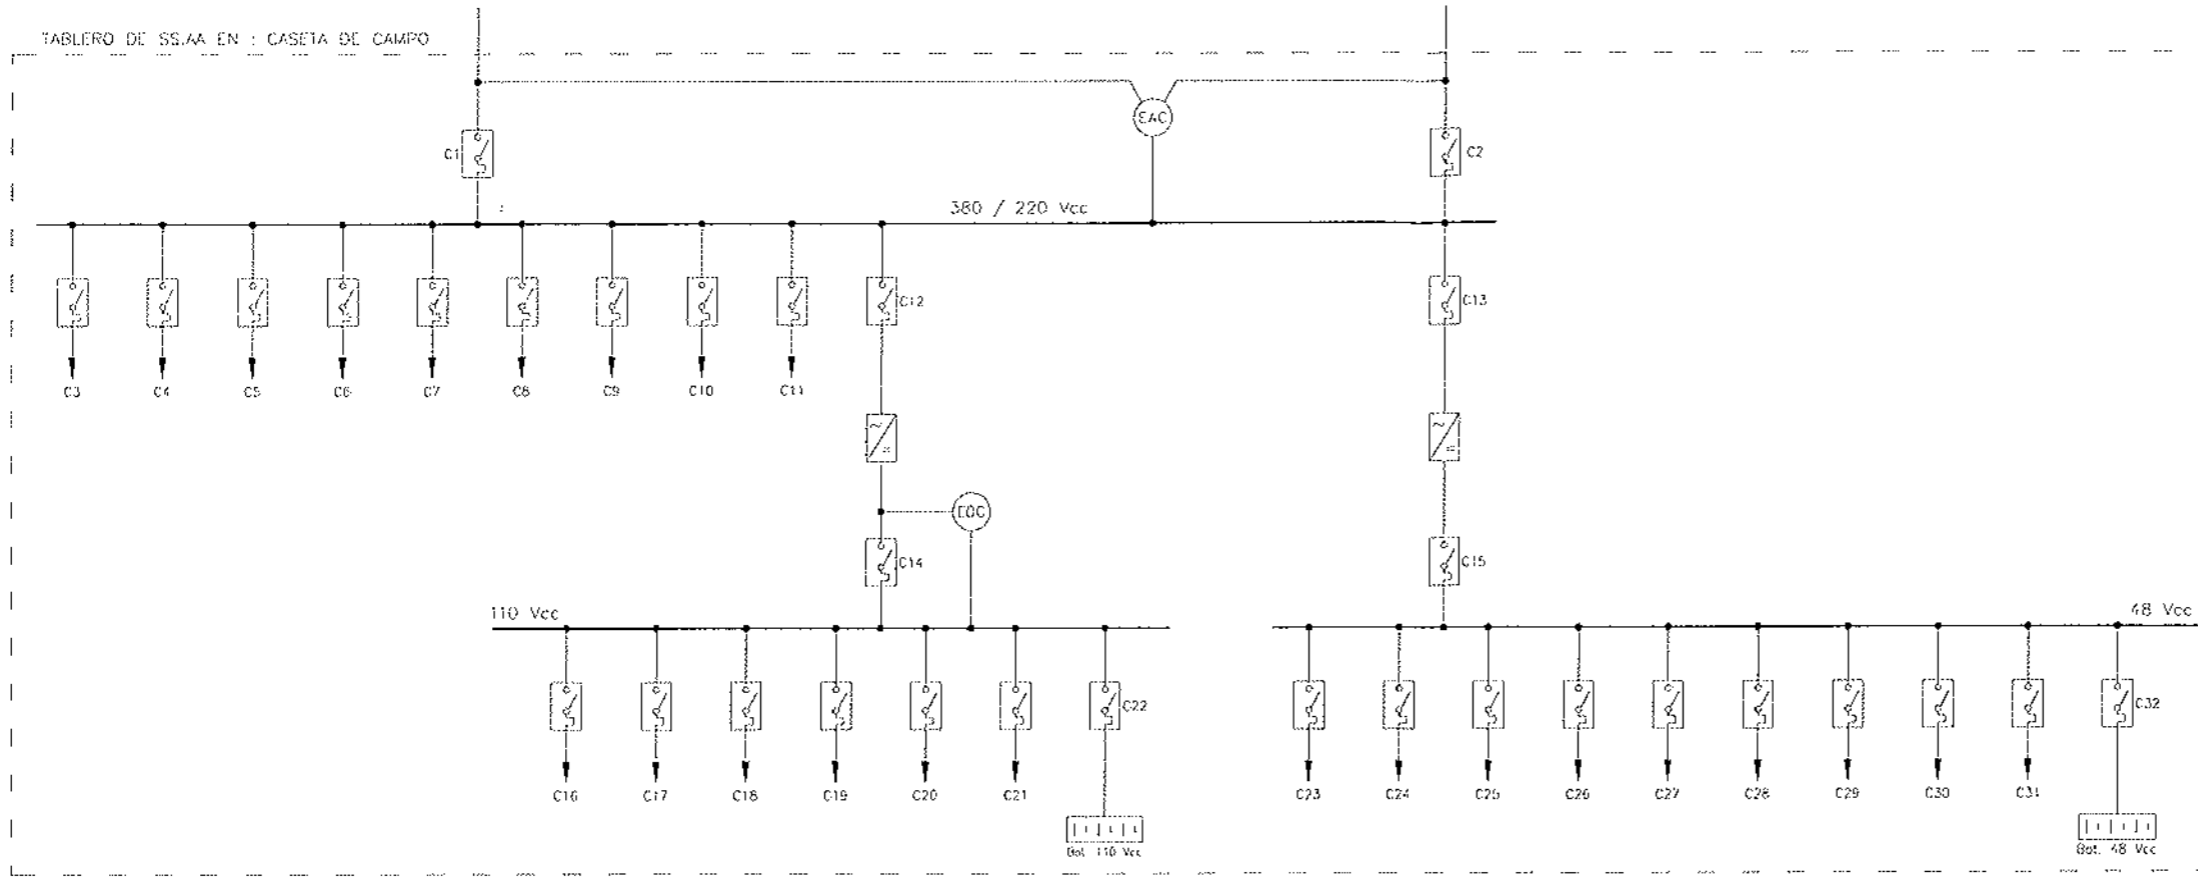 TABLERO DE SS.AA EN : CASETA DE CAMPO
EAC
C1
C2
380 / 220 Vcc
C12
C13
C3 C4 C5 C6 C7 C8 C9 C10 C11
EDC
C14
C15
110 Vcc
48 Vcc
C22
C32
C16 C17 C18 C19 C20 C21
C23 C24 C25 C26 C27 C28 C29 C30 C31
Bat. 110 Vcc
Bat. 48 Vcc